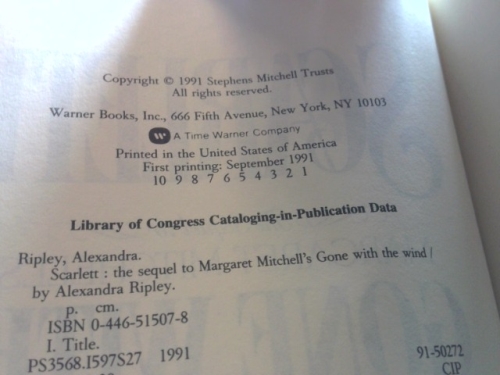 Copyright © 1991 Stephens Mitchell Trusts
All rights reserved.
Warner Books, Inc., 666 Fifth Avenue, New York, NY 10103
W A Time Warner Company
Printed in the United States of America
First printing: September 1991
10 9 8 7 6 5 4 3 2 1
Library of Congress Cataloging-in-Publication Data
Ripley, Alexandra.
Scarlett : the sequel to Margaret Mitchell's Gone with the wind /
by Alexandra Ripley.
p. cm.
ISBN 0-446-51507-8
I. Title.
PS3568.I597S27 1991 91-50272
CIP